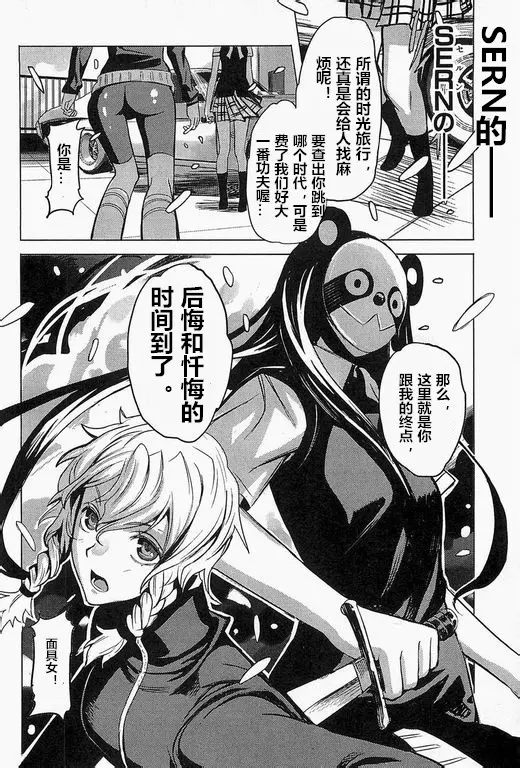 SERN的——
SERNの——
セルン
所谓的时光旅行，
还真是会给人找麻
烦呢！
要查出你跳到
哪个时代，可是
费了我们好大
一番功夫喔…
你是…
那么，
这里就是你
跟我的终点，
后悔和忏悔的
时间到了。
面具女！